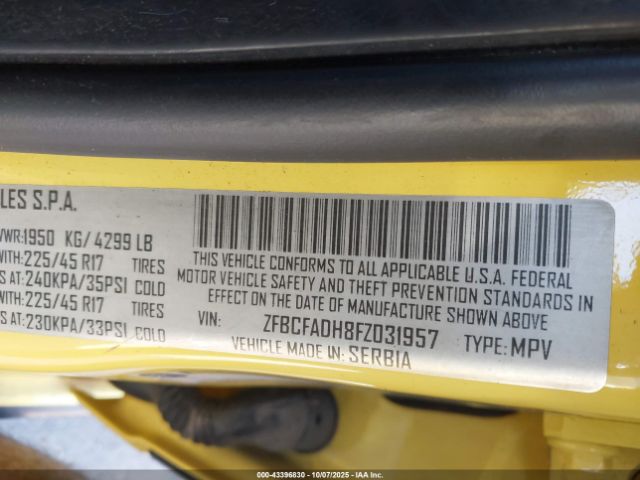 LES S.P.A.
VWR:1950 KG/ 4299 LB
WITH: 225/45 R17 TIRES
S AT: 240KPA/35PSI COLD
WITH: 225/45 R17 TIRES
S AT: 230KPA/33PSI COLD
THIS VEHICLE CONFORMS TO ALL APPLICABLE U.S.A. FEDERAL
MOTOR VEHICLE SAFETY AND THEFT PREVENTION STANDARDS IN
EFFECT ON THE DATE OF MANUFACTURE SHOWN ABOVE.
VIN: ZFBCFADH8FZ031957 TYPE: MPV
VEHICLE MADE IN: SERBIA
000-43396830 - 10/07/2025 - IAA Inc.